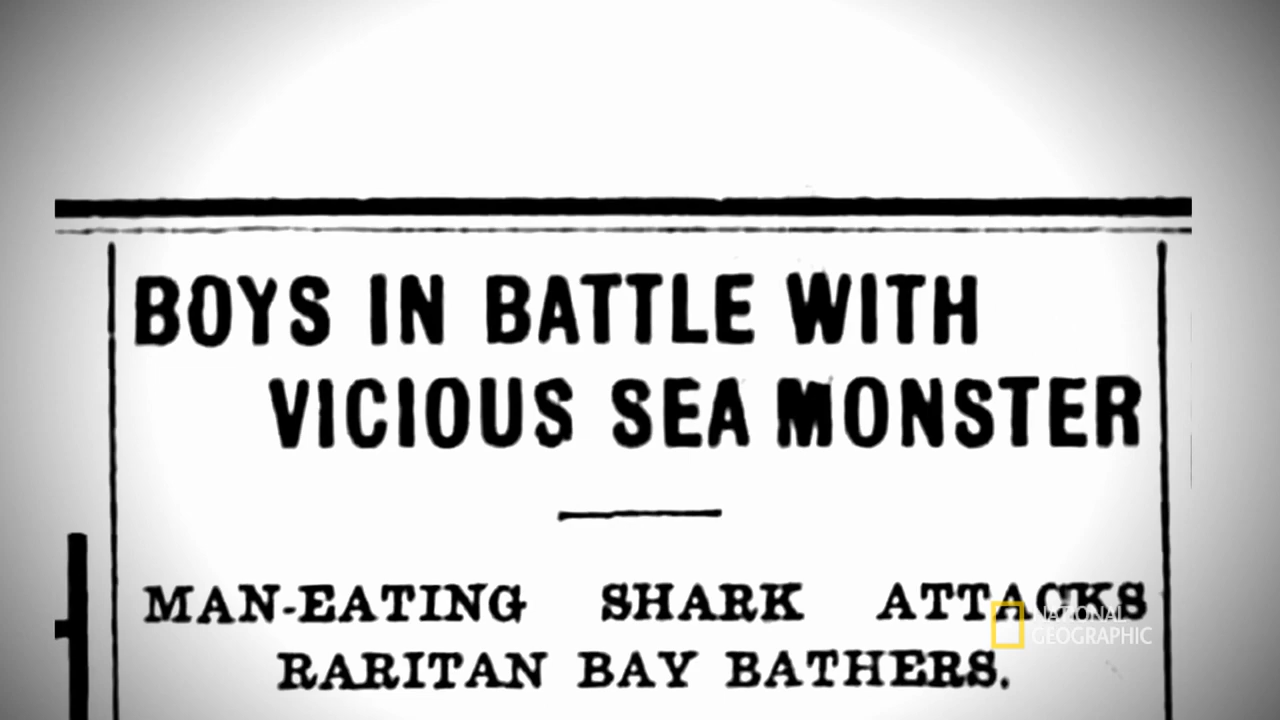 BOYS IN BATTLE WITH
VICIOUS SEA MONSTER
MAN-EATING SHARK ATTACKS
RARITAN BAY BATHERS.
NATIONAL
GEOGRAPHIC